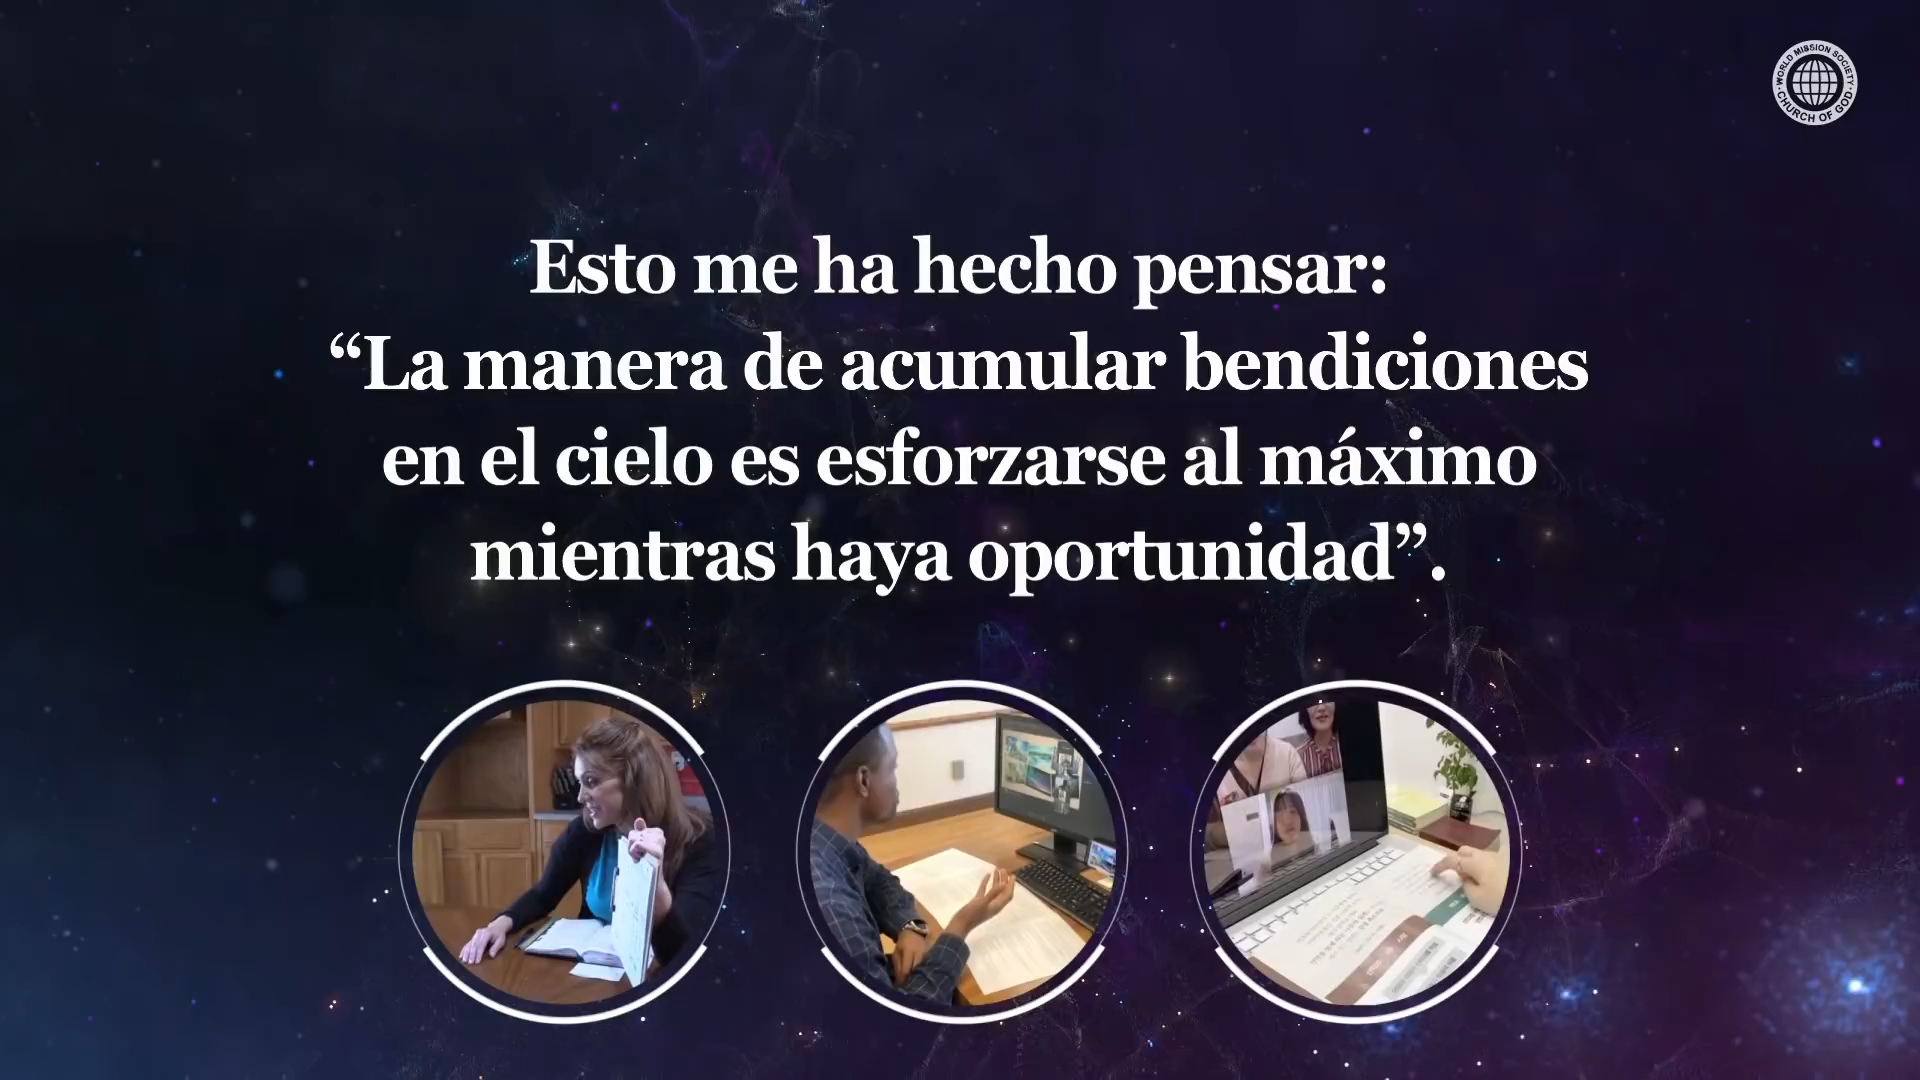 WORLD MISSION SOCIETY
CHURCH OF GOD
Esto me ha hecho pensar:
“La manera de acumular bendiciones
en el cielo es esforzarse al máximo
mientras haya oportunidad”.